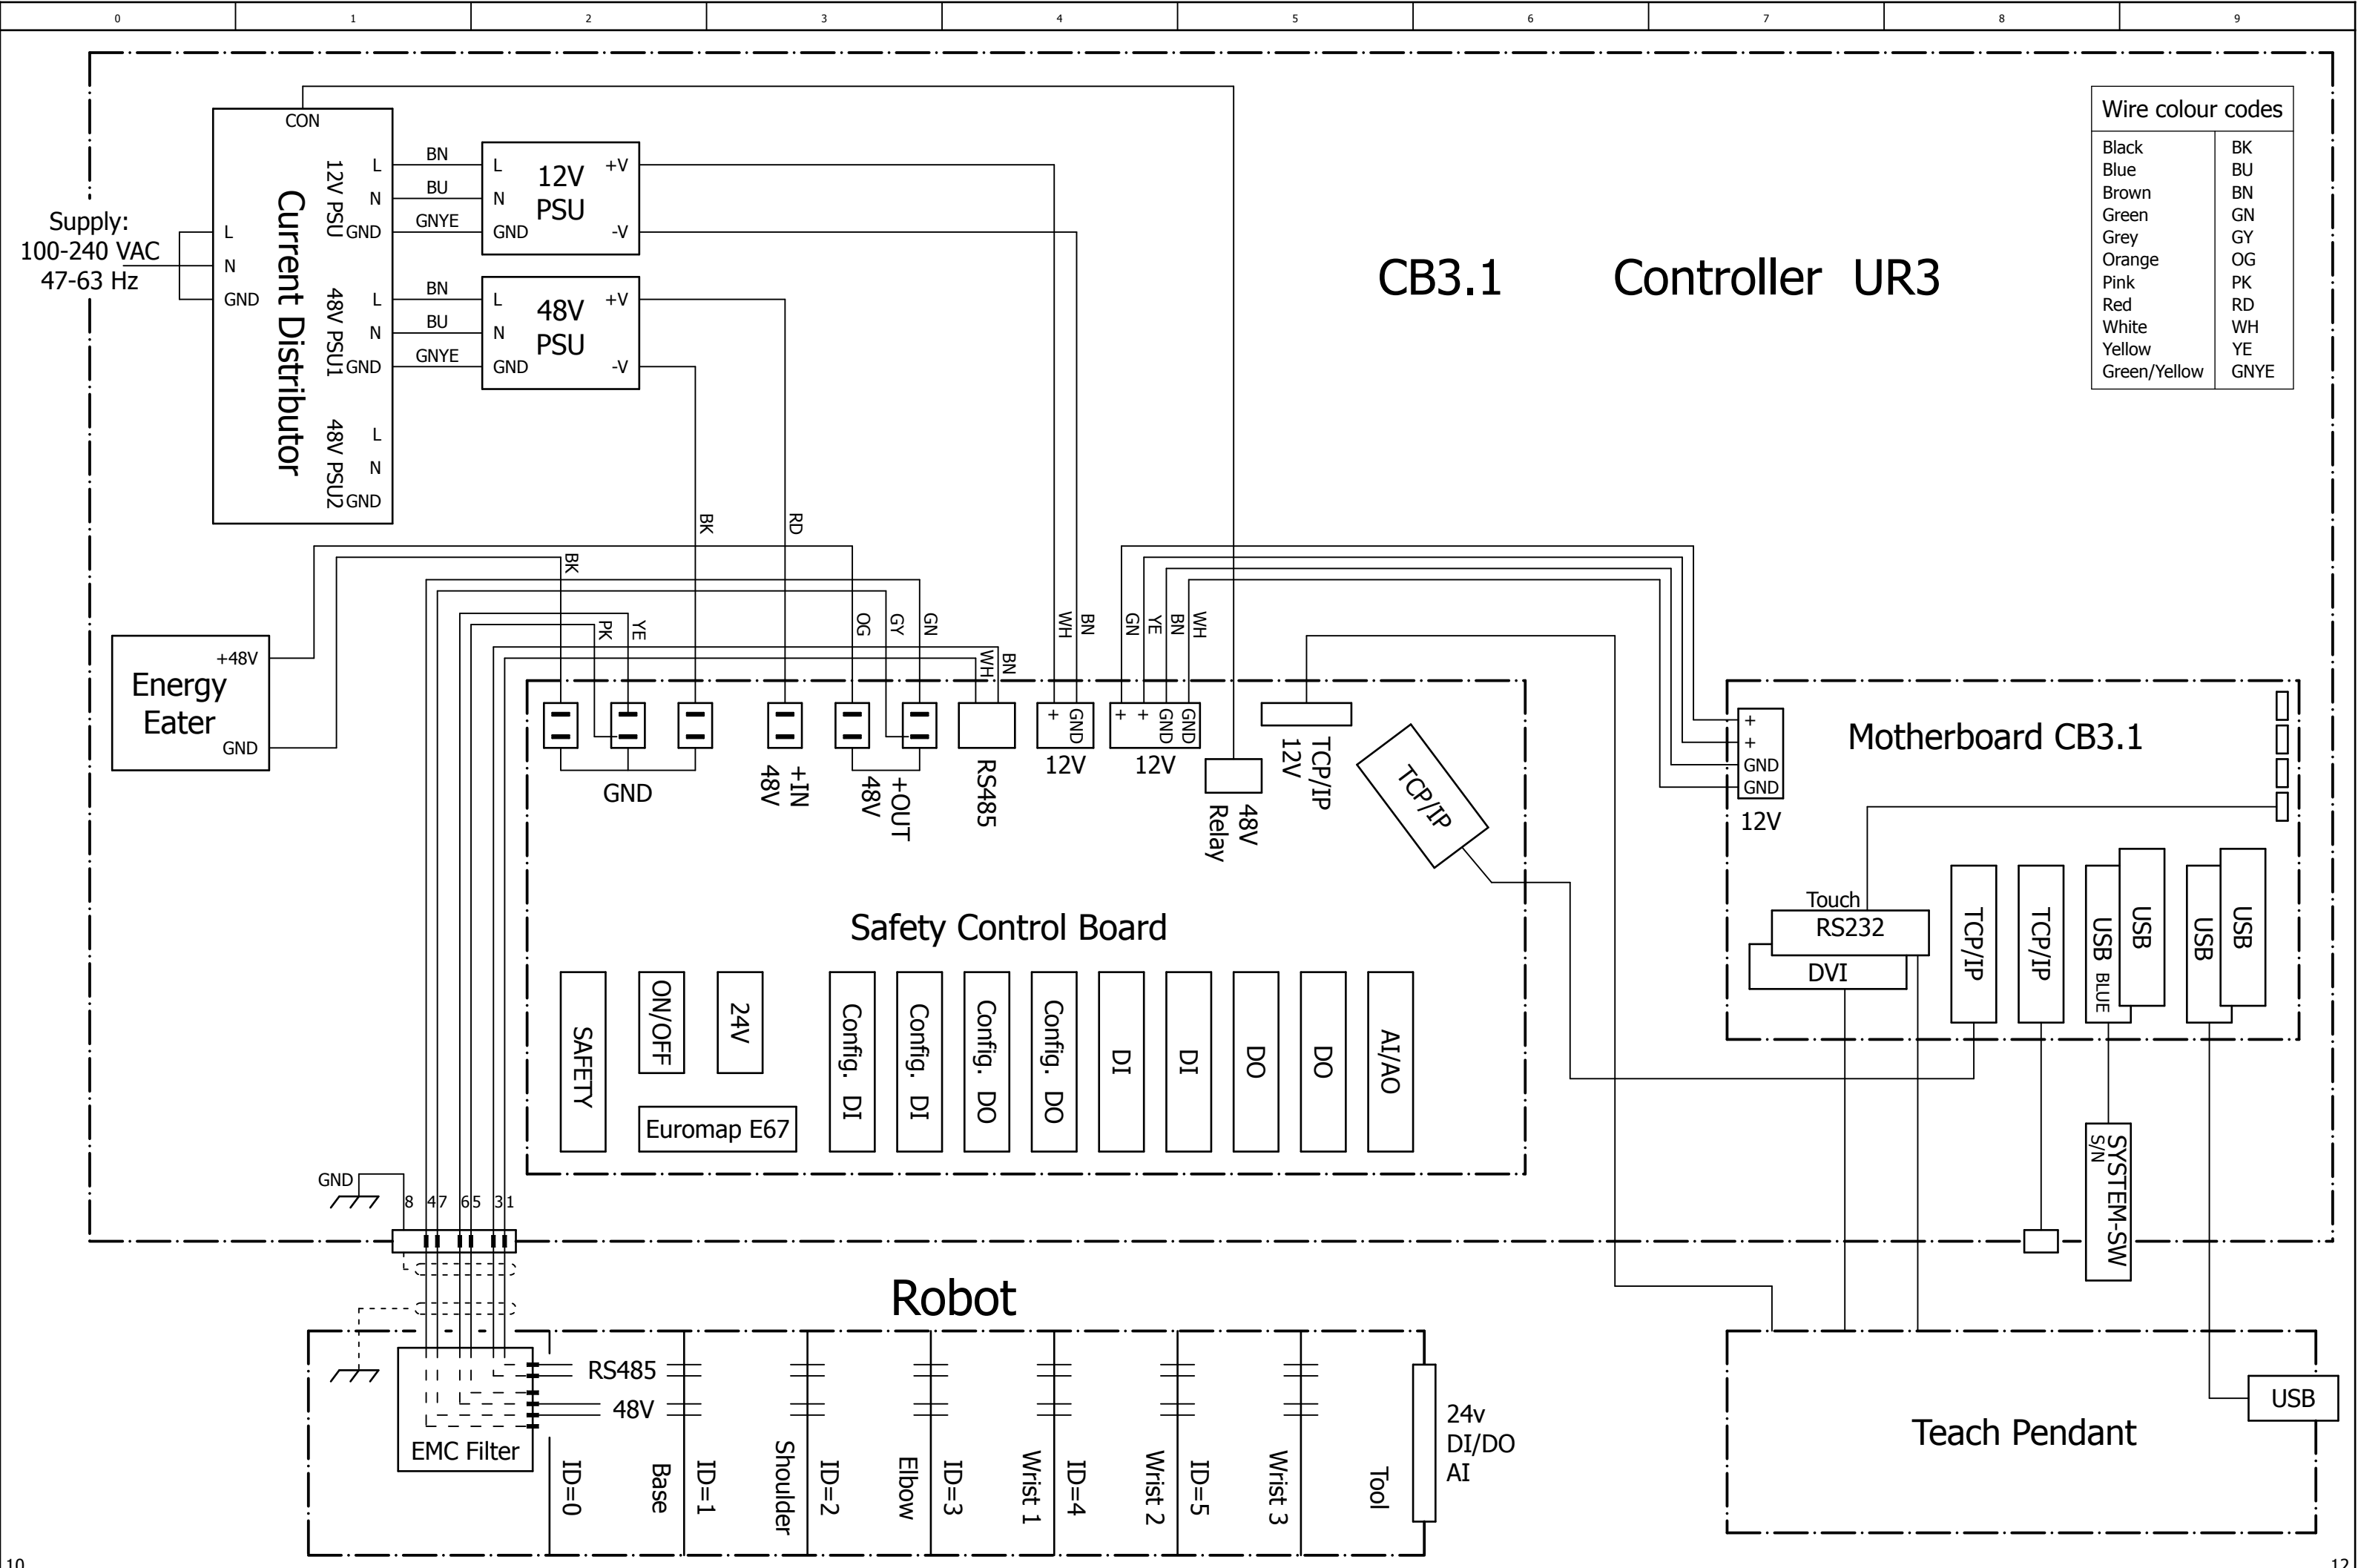 0 1 2 3 4 5 6 7 8 9
CB3.1 Controller UR3
Wire colour codes
Black BK
Blue BU
Brown BN
Green GN
Grey GY
Orange OG
Pink PK
Red RD
White WH
Yellow YE
Green/Yellow GNYE
Supply:
100-240 VAC
47-63 Hz
CON
L
N
GND
Current Distributor
12V PSU
L
N
GND
48V PSU1
L
N
GND
48V PSU2
L
N
GND
BN
BU
GNYE
BN
BU
GNYE
L
N
GND
12V
PSU
+V
-V
L
N
GND
48V
PSU
+V
-V
BK
RD
BK
PK
YE
OG
GY
GN
WH
BN
WH
BN
GN
YE
BN
WH
Energy
Eater
+48V
GND
GND
+IN
48V
+OUT
48V
RS485
+ GND
12V
+ + GND GND
12V
48V
Relay
TCP/IP
12V
TCP/IP
Safety Control Board
SAFETY
ON/OFF
24V
Euromap E67
Config. DI
Config. DI
Config. DO
Config. DO
DI
DI
DO
DO
AI/AO
Motherboard CB3.1
+
+
GND
GND
12V
Touch
RS232
DVI
TCP/IP
TCP/IP
USB BLUE
USB
USB
USB
SYSTEM-SW
S/N
GND
8 4 7 6 5 3 1
Robot
RS485
48V
EMC Filter
ID=0
Base
ID=1
Shoulder
ID=2
Elbow
ID=3
Wrist 1
ID=4
Wrist 2
ID=5
Wrist 3
Tool
24v
DI/DO
AI
Teach Pendant
USB
10
12